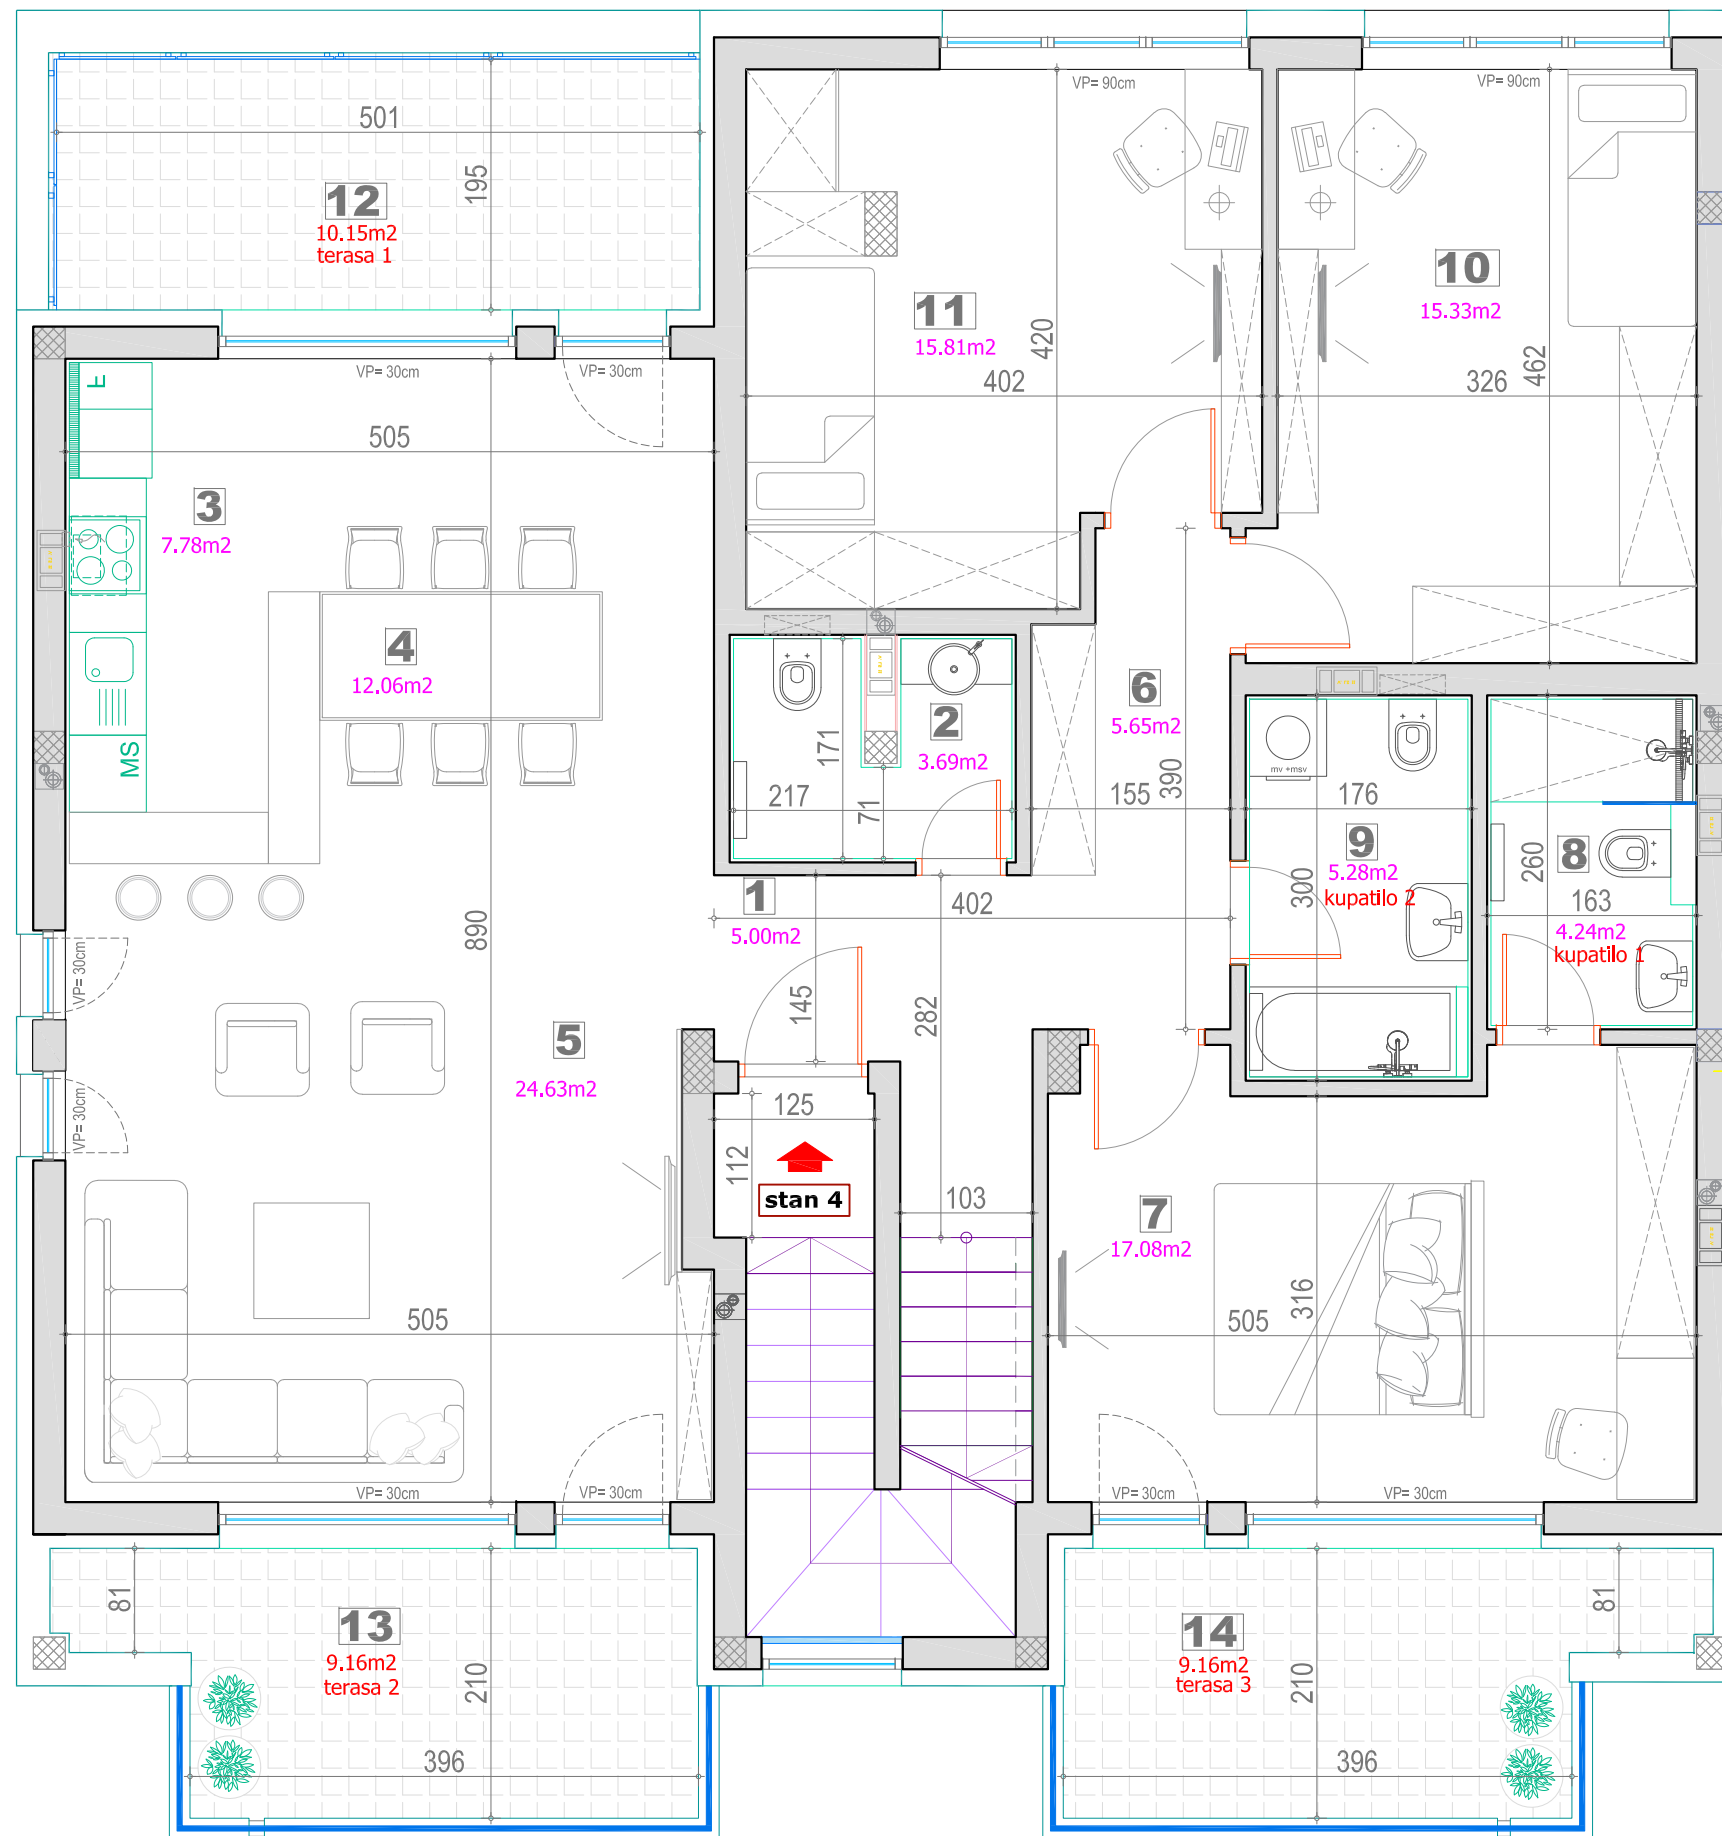 VP= 90cm
VP= 90cm
501
195
12
10.15m2
terasa 1
10
15.33m2
11
15.81m2
420
402
462
326
VP= 30cm
VP= 30cm
505
3
7.78m2
4
12.06m2
MS
2
3.69m2
171
217
71
6
5.65m2
155
390
mv +msv
176
9
5.28m2
kupatilo 2
300
8
260
163
4.24m2
kupatilo 1
1
5.00m2
402
890
VP= 30cm
VP= 30cm
145
282
5
24.63m2
125
112
stan 4
103
7
17.08m2
505
505
316
VP= 30cm
VP= 30cm
VP= 30cm
VP= 30cm
81
13
9.16m2
terasa 2
210
396
14
9.16m2
terasa 3
210
81
396